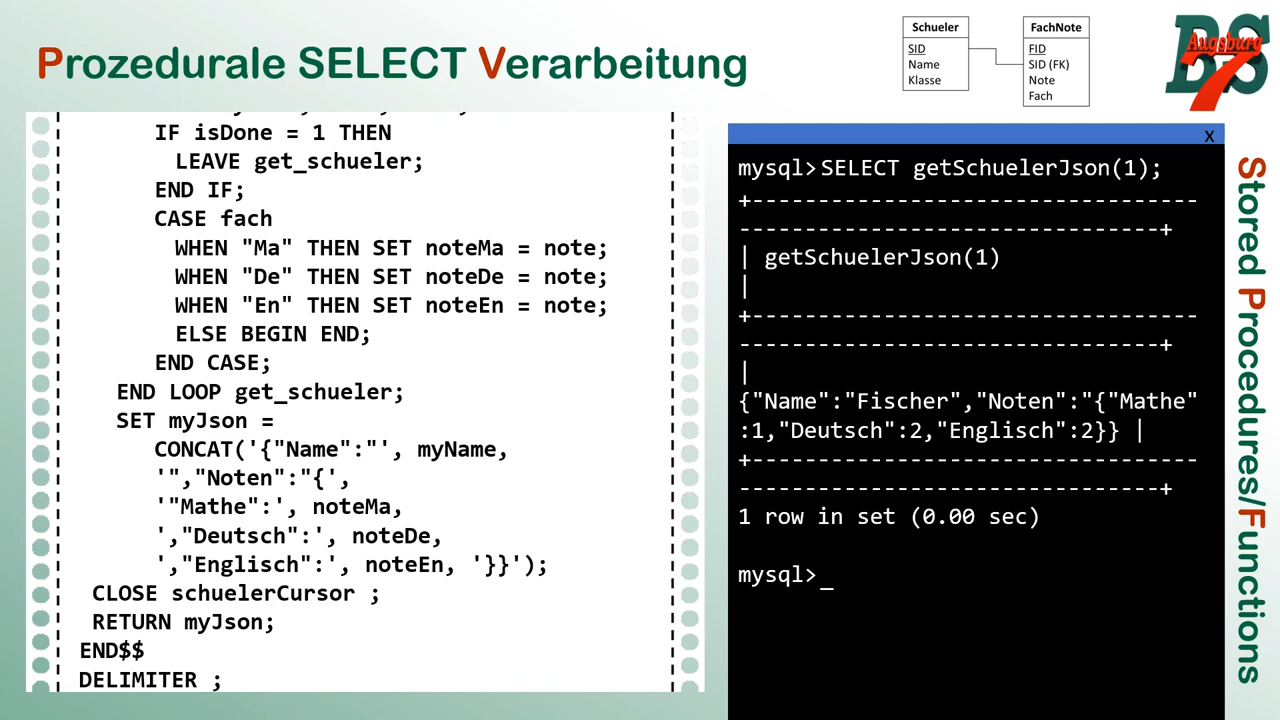 Prozedurale SELECT Verarbeitung
Schueler
SID
Name
Klasse
FachNote
FID
SID (FK)
Note
Fach
BS
Augsburg
7
IF isDone = 1 THEN
LEAVE get_schueler;
END IF;
CASE fach
WHEN "Ma" THEN SET noteMa = note;
WHEN "De" THEN SET noteDe = note;
WHEN "En" THEN SET noteEn = note;
ELSE BEGIN END;
END CASE;
END LOOP get_schueler;
SET myJson =
CONCAT('{"Name":"', myName,
'","Noten":"{',
'"Mathe":', noteMa,
',"Deutsch":', noteDe,
',"Englisch":', noteEn, '}}');
CLOSE schuelerCursor ;
RETURN myJson;
END$$
DELIMITER ;
x
mysql>SELECT getSchuelerJson(1);
+----------------------------------
--------------------------------+
| getSchuelerJson(1)
|
+----------------------------------
--------------------------------+
|
{"Name":"Fischer","Noten":"{"Mathe"
:1,"Deutsch":2,"Englisch":2}} |
+----------------------------------
--------------------------------+
1 row in set (0.00 sec)
mysql>_
Stored Procedures/Functions